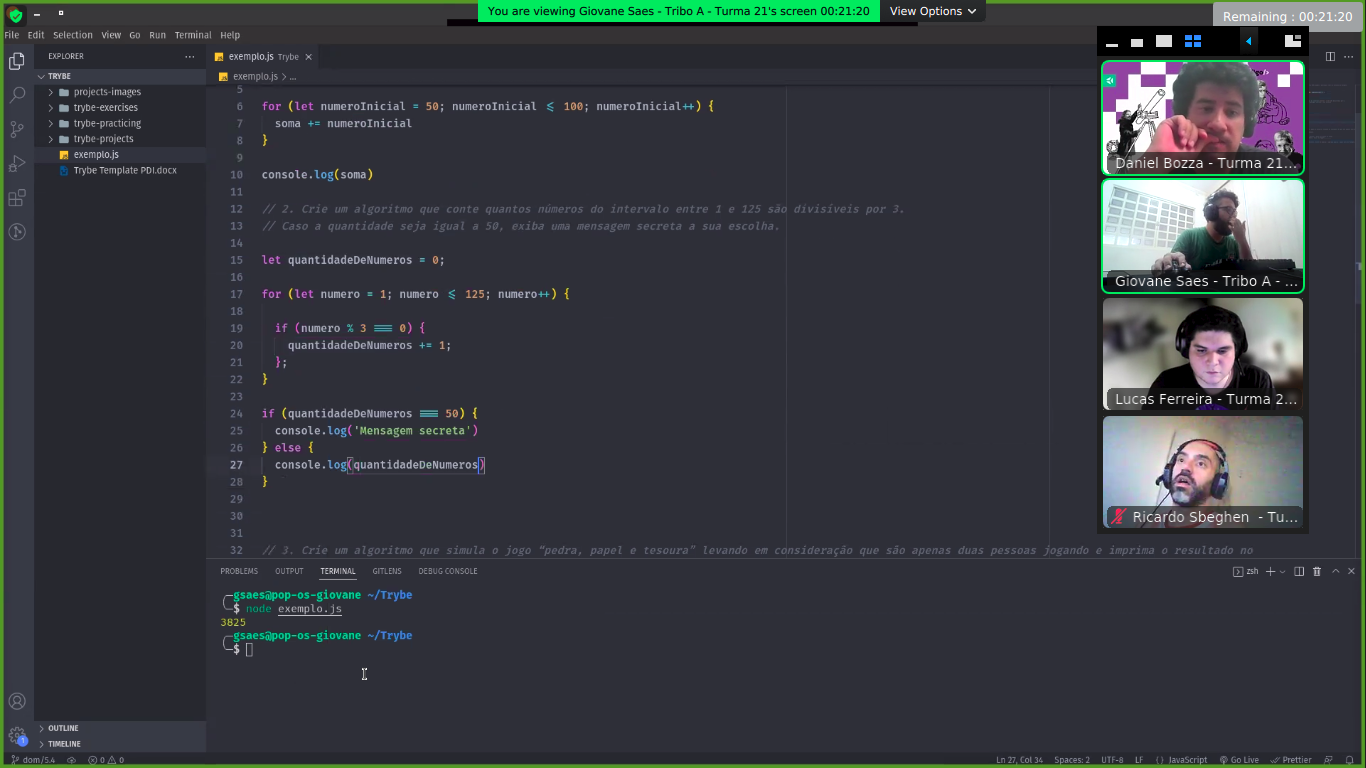 You are viewing Giovane Saes - Tribo A - Turma 21's screen 00:21:20
View Options
Remaining : 00:21:20
File Edit Selection View Go Run Terminal Help
EXPLORER
TRYBE
projects-images
trybe-exercises
trybe-practicing
trybe-projects
exemplo.js
Trybe Template PDI.docx
OUTLINE
TIMELINE
exemplo.js Trybe
exemplo.js > ...
5
6 for (let numeroInicial = 50; numeroInicial <= 100; numeroInicial++) {
7 soma += numeroInicial
8 }
9
10 console.log(soma)
11
12 // 2. Crie um algoritmo que conte quantos números do intervalo entre 1 e 125 são divisíveis por 3.
13 // Caso a quantidade seja igual a 50, exiba uma mensagem secreta a sua escolha.
14
15 let quantidadeDeNumeros = 0;
16
17 for (let numero = 1; numero <= 125; numero++) {
18
19 if (numero % 3 === 0) {
20 quantidadeDeNumeros += 1;
21 };
22 }
23
24 if (quantidadeDeNumeros === 50) {
25 console.log('Mensagem secreta')
26 } else {
27 console.log(quantidadeDeNumeros)
28 }
29
30
31
32 // 3. Crie um algoritmo que simula o jogo “pedra, papel e tesoura” levando em consideração que são apenas duas pessoas jogando e imprima o resultado no
Daniel Bozza - Turma 21...
Giovane Saes - Tribo A - ...
Lucas Ferreira - Turma 2...
Ricardo Sbeghen - Tu...
PROBLEMS OUTPUT TERMINAL GITLENS DEBUG CONSOLE
zsh
gsaes@pop-os-giovane ~/Trybe
$ node exemplo.js
3825
gsaes@pop-os-giovane ~/Trybe
$
1
dom/5.4 0 0
Ln 27, Col 34 Spaces: 2 UTF-8 LF {} JavaScript Go Live Prettier